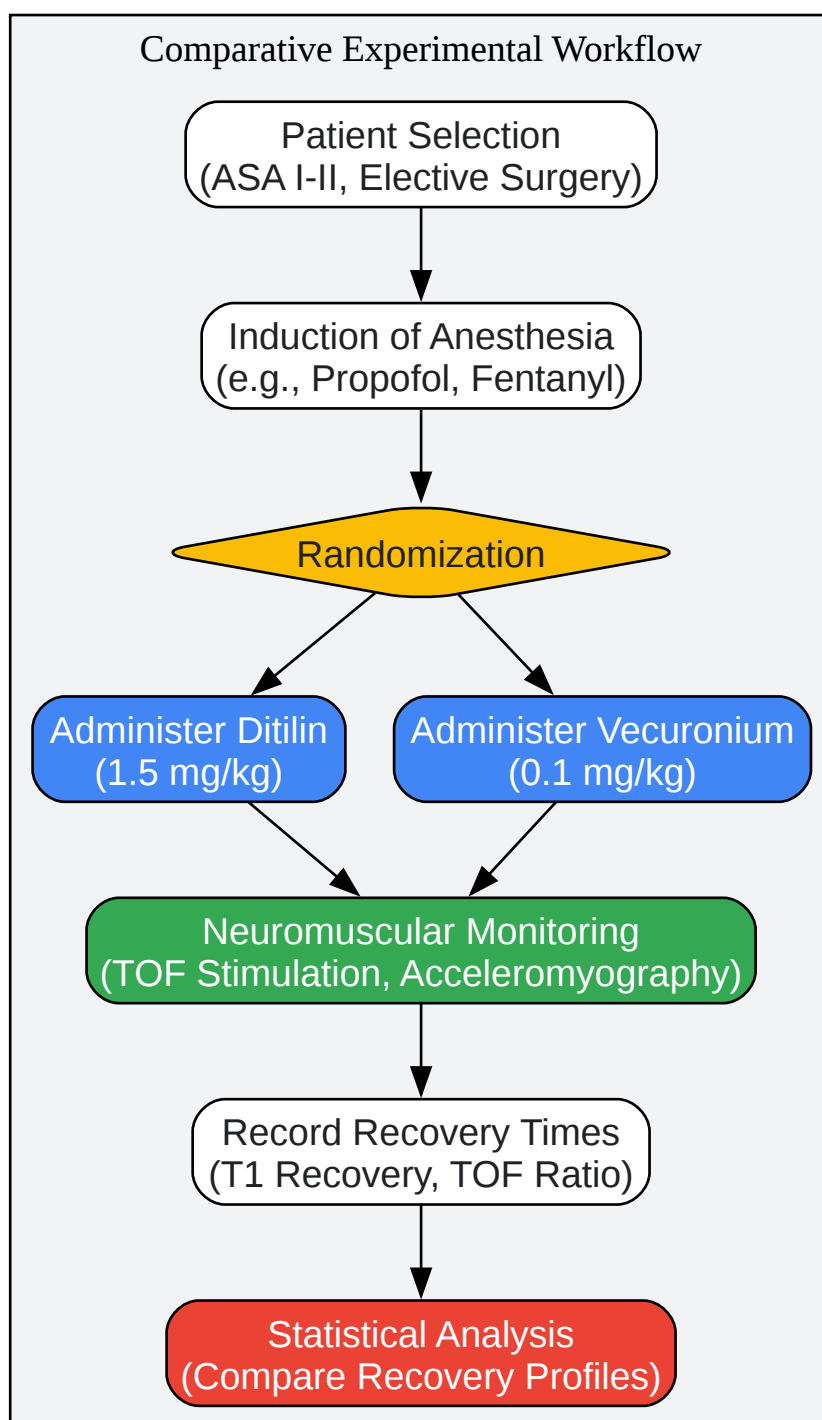 Comparative Experimental Workflow
Patient Selection
(ASA I-II, Elective Surgery)
Induction of Anesthesia
(e.g., Propofol, Fentanyl)
Randomization
Administer Ditilin
(1.5 mg/kg)
Administer Vecuronium
(0.1 mg/kg)
Neuromuscular Monitoring
(TOF Stimulation, Acceleromyography)
Record Recovery Times
(T1 Recovery, TOF Ratio)
Statistical Analysis
(Compare Recovery Profiles)